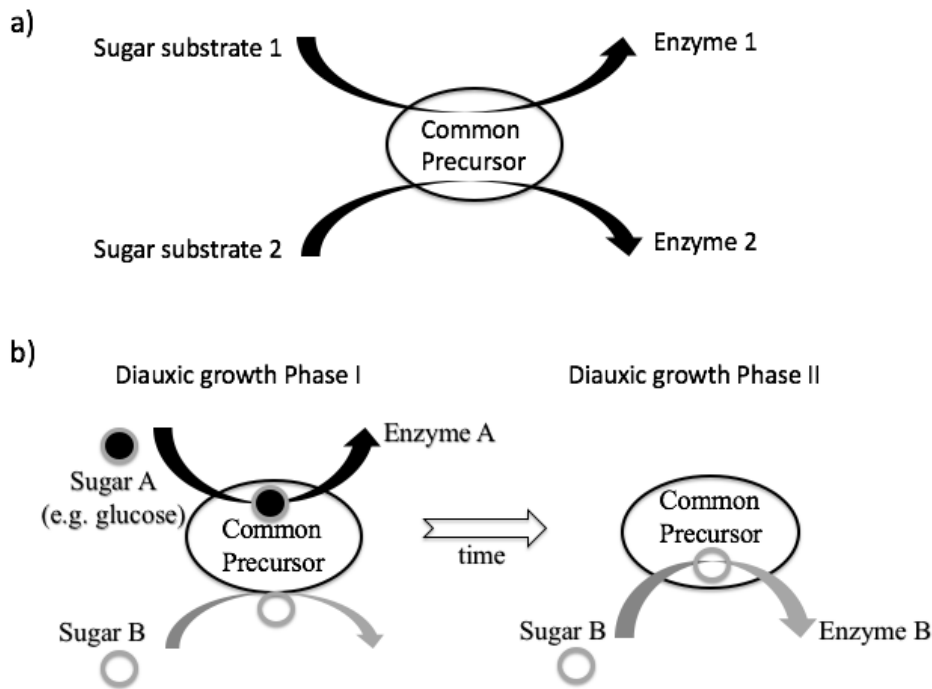 a)
Sugar substrate 1
Enzyme 1
Common
Precursor
Sugar substrate 2
Enzyme 2
b)
Diauxic growth Phase I
Diauxic growth Phase II
Enzyme A
Sugar A
(e.g. glucose)
Common
Precursor
time
Common
Precursor
Sugar B
Sugar B
Enzyme B